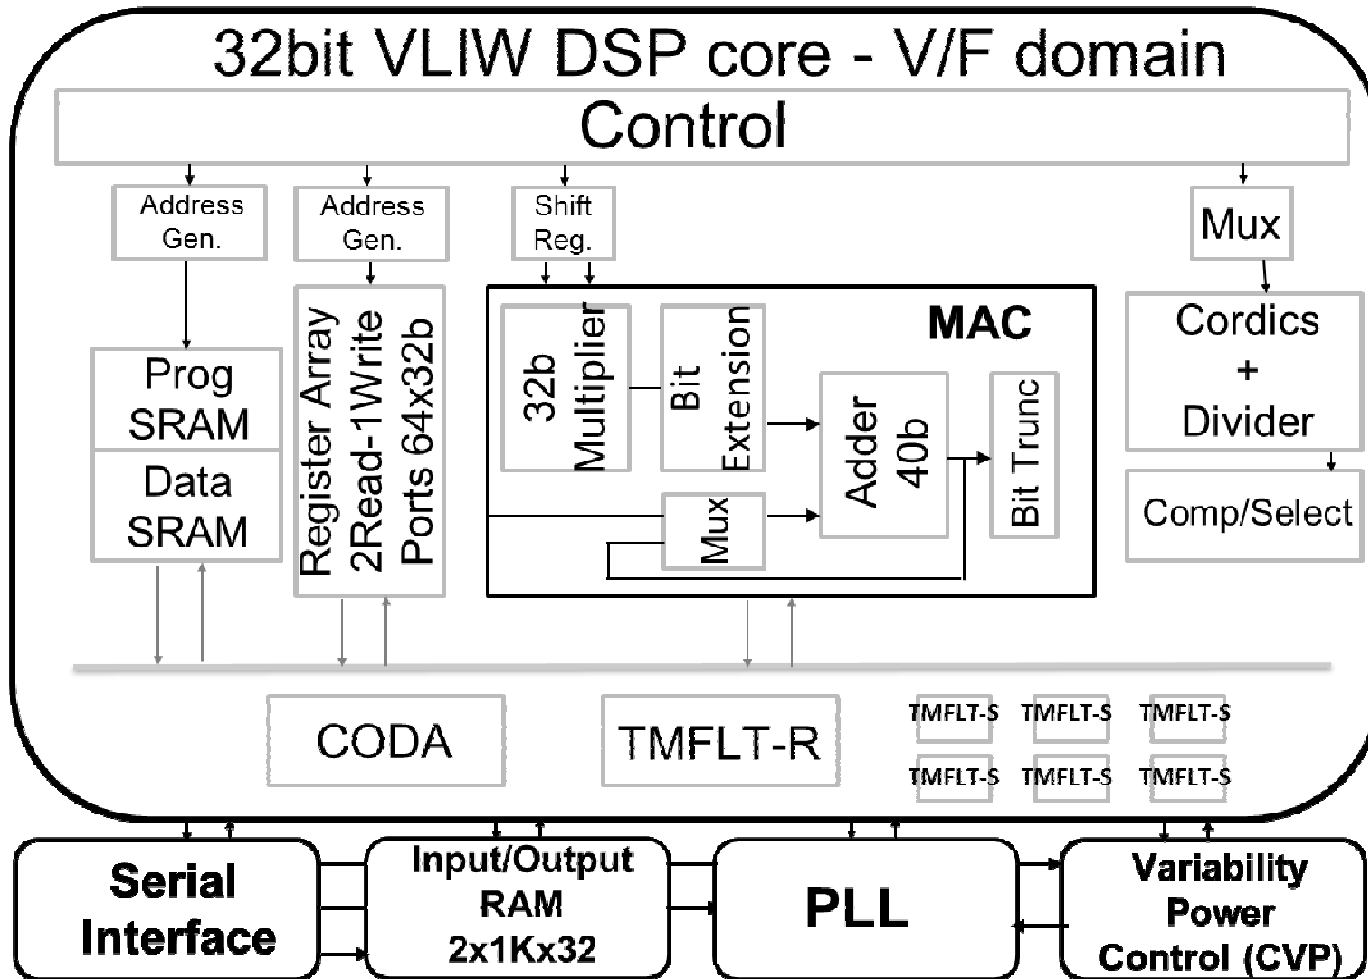 32bit VLIW DSP core - V/F domain
Control
Address
Gen.
Address
Gen.
Shift
Reg.
Mux
Prog
SRAM
Data
SRAM
Register Array
2Read-1Write
Ports 64x32b
MAC
32b
Multiplier
Bit
Extension
Mux
Adder
40b
Bit Trunc
Cordics
+
Divider
Comp/Select
CODA
TMFLT-R
TMFLT-S TMFLT-S TMFLT-S
TMFLT-S TMFLT-S TMFLT-S
Serial
Interface
Input/Output
RAM
2x1Kx32
PLL
Variability
Power
Control (CVP)